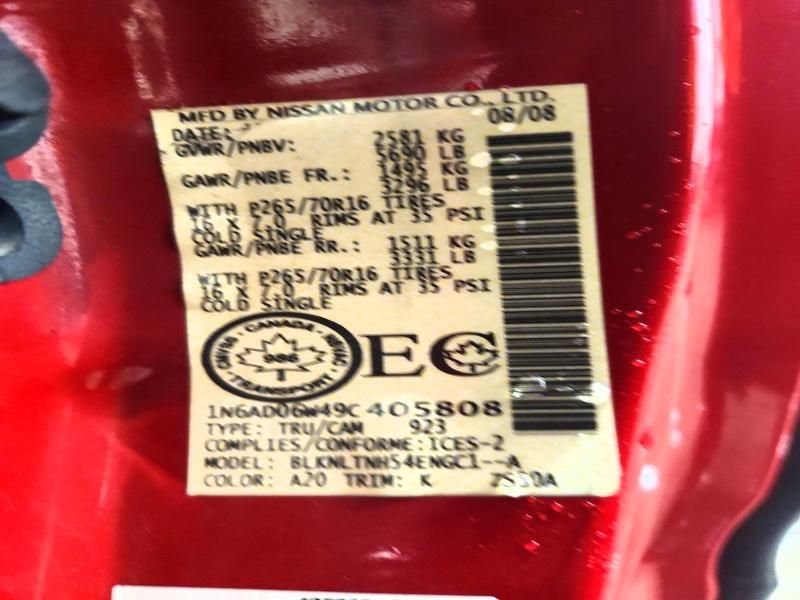 MFD BY NISSAN MOTOR CO., LTD.
DATE: 08/08
GVWR/PNBV: 2581 KG
5690 LB
GAWR/PNBE FR.: 1495 KG
3296 LB
WITH P265/70R16 TIRES
16 X 7.0 RIMS AT 35 PSI
COLD SINGLE
GAWR/PNBE RR.: 1511 KG
3331 LB
WITH P265/70R16 TIRES
16 X 7.0 RIMS AT 35 PSI
COLD SINGLE
CANADA
986
TRANSPORT
EC
1N6AD06W49C405808
TYPE: TRU/CAM 923
COMPLIES/CONFORME:ICES-2
MODEL: BLKNLTNH54ENGC1--A
COLOR: A20 TRIM: K